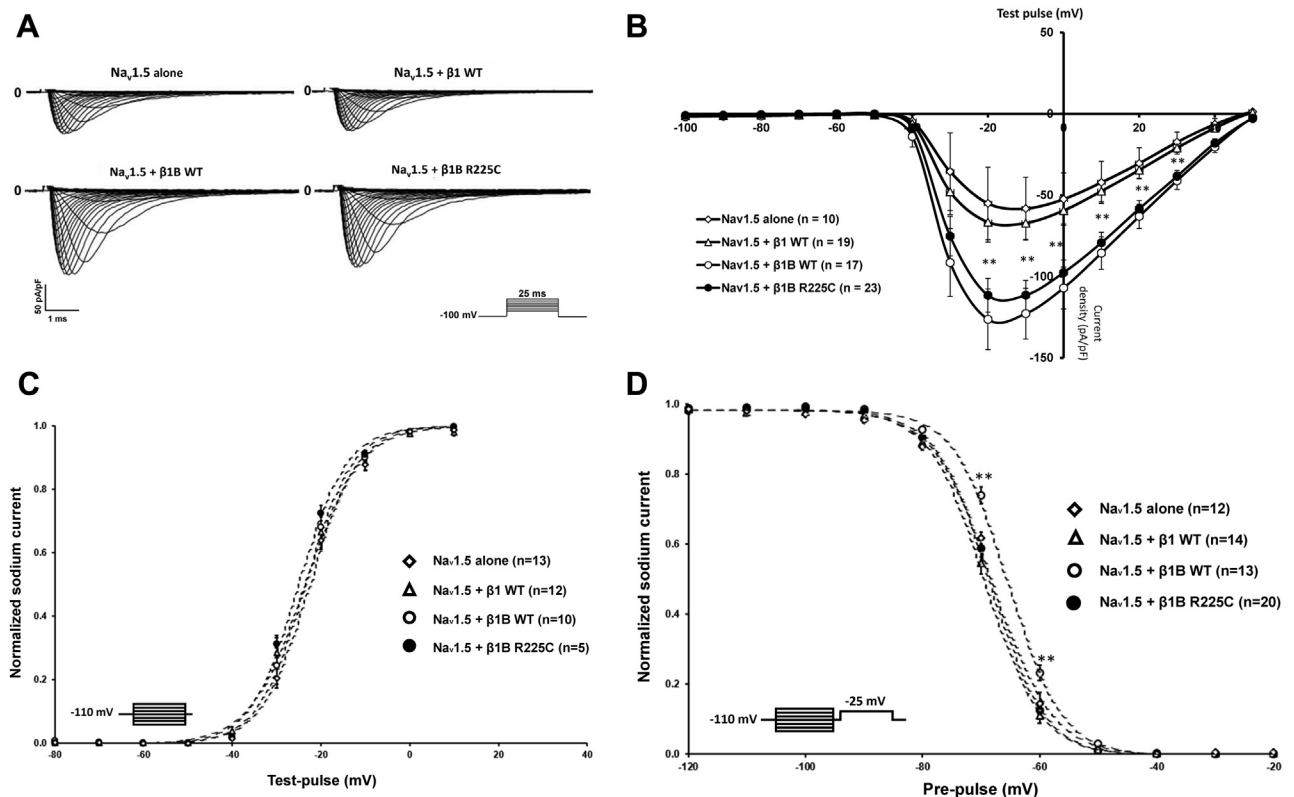 A
Naᵥ1.5 alone
Naᵥ1.5 + β1 WT
0
0
Naᵥ1.5 + β1B WT
Naᵥ1.5 + β1B R225C
0
0
50 pA/pF
1 ms
25 ms
-100 mV
B
Test pulse (mV)
50
0
-100 -80 -60 -20 0 20 40
-50
-100
-150
** ** ** ** ** **
Nav1.5 alone (n = 10)
Nav1.5 + β1 WT (n = 19)
Nav1.5 + β1B WT (n = 17)
Nav1.5 + β1B R225C (n = 23)
Current
density (pA/pF)
C
Normalized sodium current
1.0
0.8
0.6
0.4
0.2
0.0
-80 -60 -40 -20 0 20 40
Test-pulse (mV)
-110 mV
Naᵥ1.5 alone (n=13)
Naᵥ1.5 + β1 WT (n=12)
Naᵥ1.5 + β1B WT (n=10)
Naᵥ1.5 + β1B R225C (n=5)
D
Normalized sodium current
1.0
0.8
0.6
0.4
0.2
0.0
-120 -100 -80 -60 -40 -20
Pre-pulse (mV)
-110 mV
-25 mV
**
**
Naᵥ1.5 alone (n=12)
Naᵥ1.5 + β1 WT (n=14)
Naᵥ1.5 + β1B WT (n=13)
Naᵥ1.5 + β1B R225C (n=20)